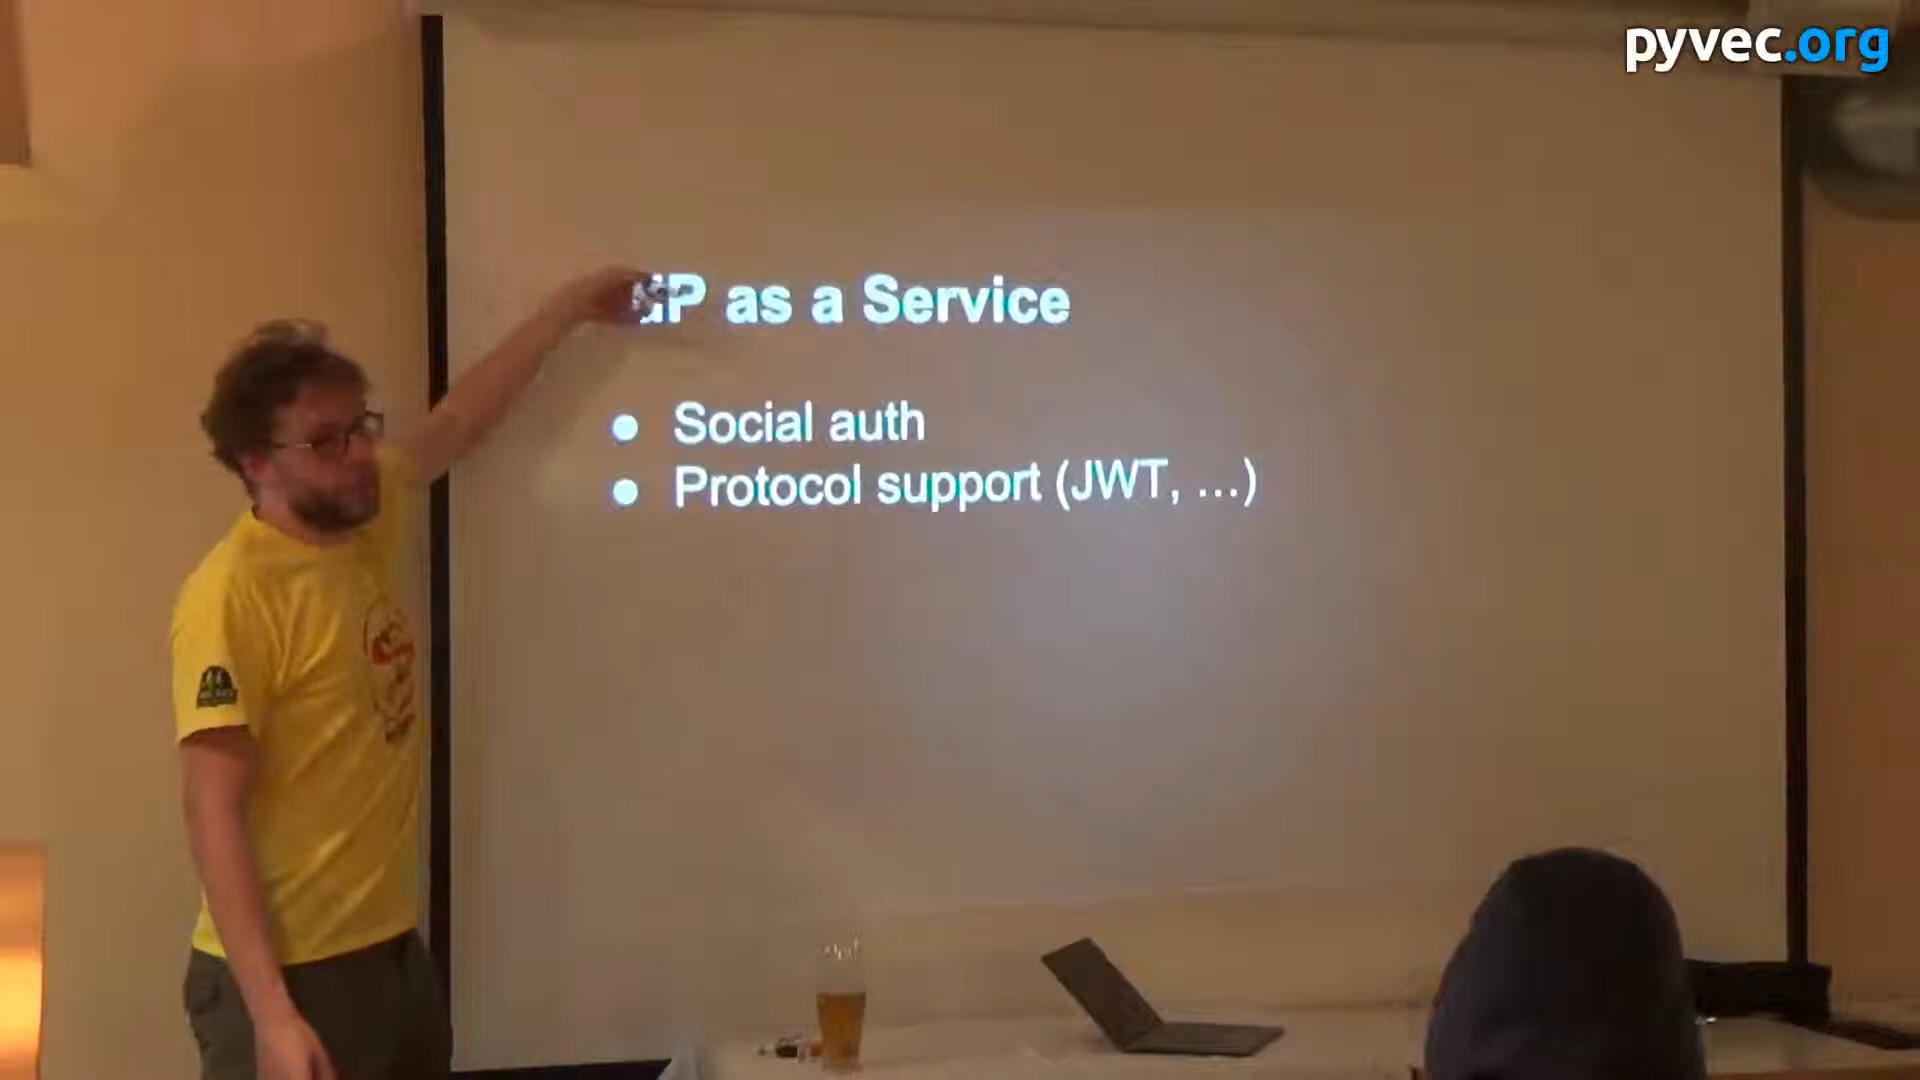 pyvec.org
as a Service
● Social auth
● Protocol support (JWT, ...)